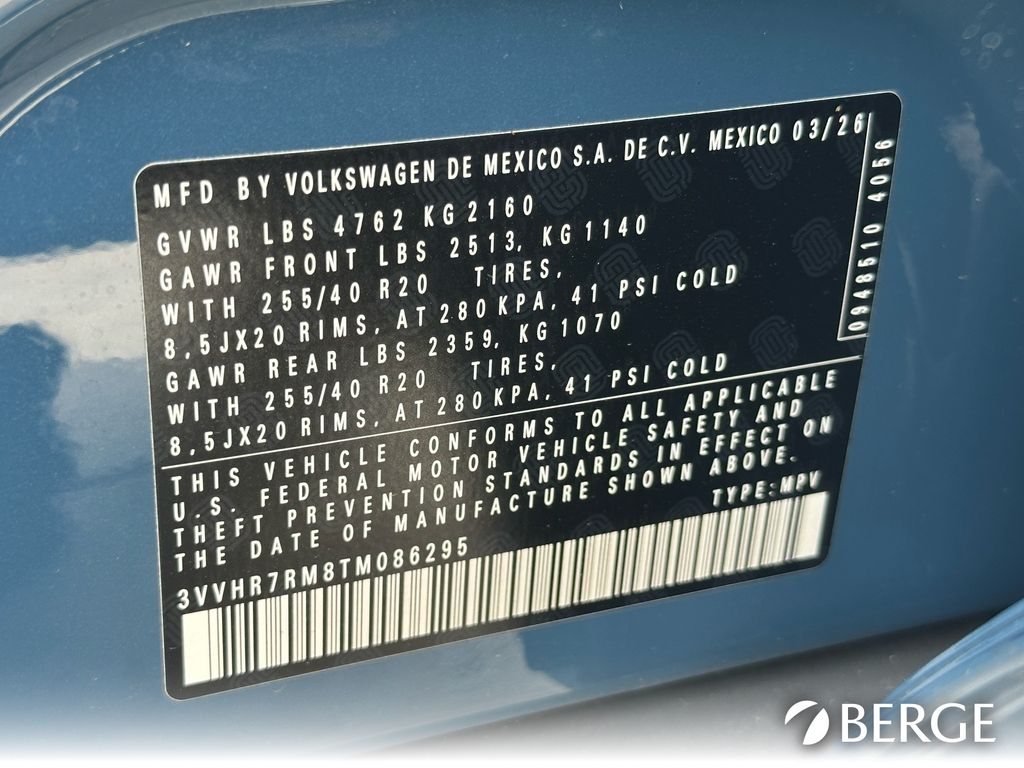 MFD BY VOLKSWAGEN DE MEXICO S.A. DE C.V. MEXICO 03/26
GVWR LBS 4762 KG 2160
GAWR FRONT LBS 2513, KG 1140
WITH 255/40 R20 TIRES,
8,5JX20 RIMS, AT 280 KPA, 41 PSI COLD
GAWR REAR LBS 2359, KG 1070
WITH 255/40 R20 TIRES,
8,5JX20 RIMS, AT 280 KPA, 41 PSI COLD
0948510 4056
THIS VEHICLE CONFORMS TO ALL APPLICABLE
U.S. FEDERAL MOTOR VEHICLE SAFETY AND
THEFT PREVENTION STANDARDS IN EFFECT ON
THE DATE OF MANUFACTURE SHOWN ABOVE.
TYPE: MPV
3VVHR7RM8TM086295
BERGE